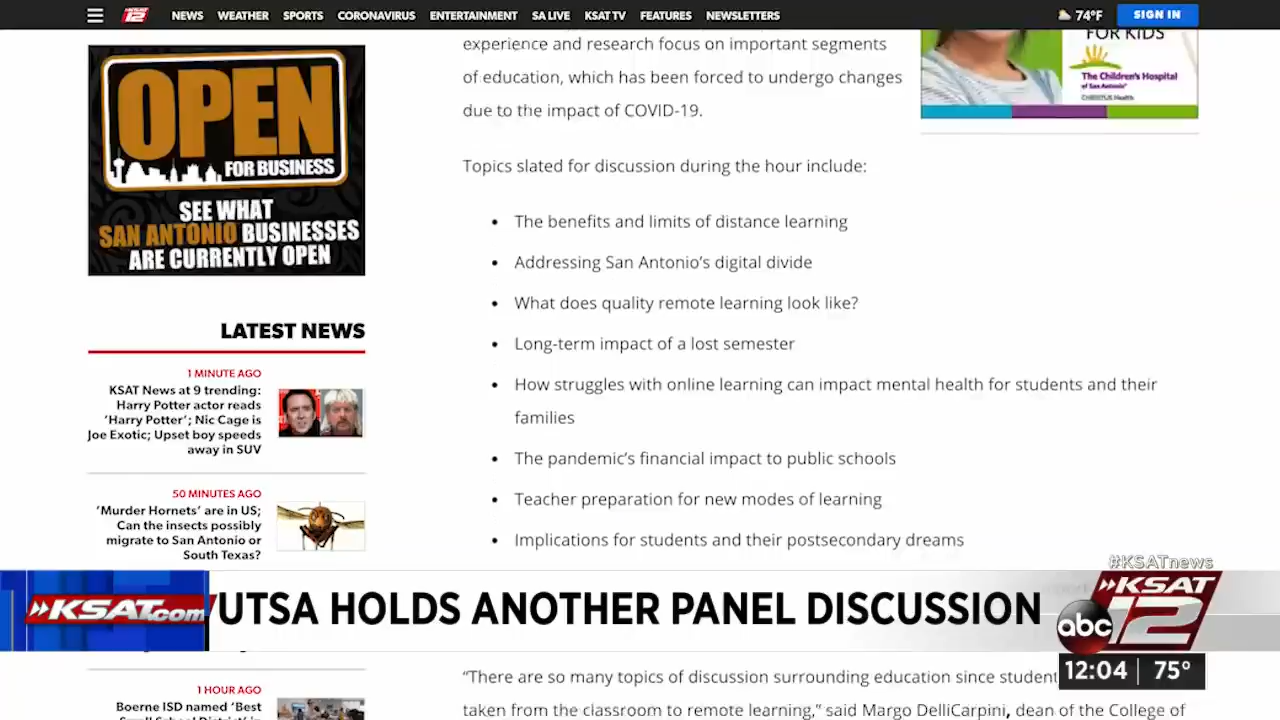 12
NEWS WEATHER SPORTS CORONAVIRUS ENTERTAINMENT SA LIVE KSAT TV FEATURES NEWSLETTERS
74°F
SIGN IN
OPEN
FOR BUSINESS
SEE WHAT
SAN ANTONIO BUSINESSES
ARE CURRENTLY OPEN
LATEST NEWS
1 MINUTE AGO
KSAT News at 9 trending:
Harry Potter actor reads
‘Harry Potter’; Nic Cage is
Joe Exotic; Upset boy speeds
away in SUV
50 MINUTES AGO
‘Murder Hornets’ are in US;
Can the insects possibly
migrate to San Antonio or
South Texas?
1 HOUR AGO
Boerne ISD named ‘Best
experience and research focus on important segments
of education, which has been forced to undergo changes
due to the impact of COVID-19.
Topics slated for discussion during the hour include:
• The benefits and limits of distance learning
• Addressing San Antonio’s digital divide
• What does quality remote learning look like?
• Long-term impact of a lost semester
• How struggles with online learning can impact mental health for students and their
families
• The pandemic’s financial impact to public schools
• Teacher preparation for new modes of learning
• Implications for students and their postsecondary dreams
“There are so many topics of discussion surrounding education since student
taken from the classroom to remote learning,” said Margo DelliCarpini, dean of the College of
FOR KIDS
The Children's Hospital
of San Antonio
CHRISTUS Health
#KSATnews
KSAT.com
UTSA HOLDS ANOTHER PANEL DISCUSSION
KSAT
abc 12
12:04 75°